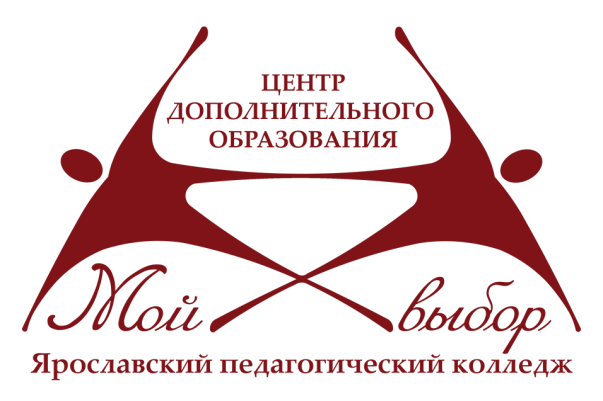 ЦЕНТР
ДОПОЛНИТЕЛЬНОГО
ОБРАЗОВАНИЯ
Мой выбор
Ярославский педагогический колледж